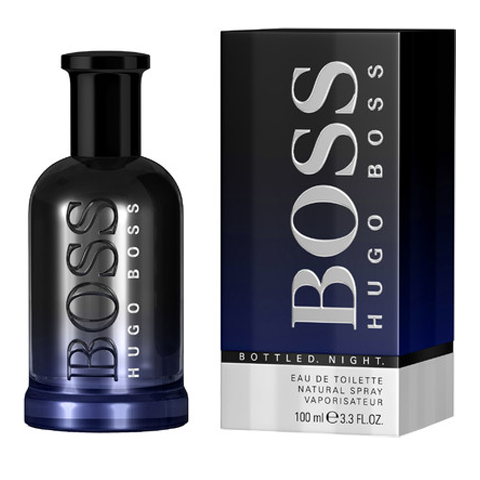 BOSS
HUGO BOSS
BOSS
HUGO BOSS
BOTTLED. NIGHT.
EAU DE TOILETTE
NATURAL SPRAY
VAPORISATEUR
100 ml ℮ 3.3 FL.OZ.